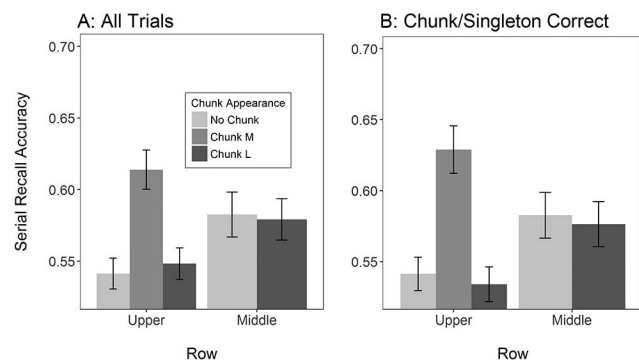 A: All Trials
B: Chunk/Singleton Correct
Serial Recall Accuracy
0.70
0.65
0.60
0.55
Chunk Appearance
No Chunk
Chunk M
Chunk L
Upper
Middle
Row
0.70
0.65
0.60
0.55
Upper
Middle
Row